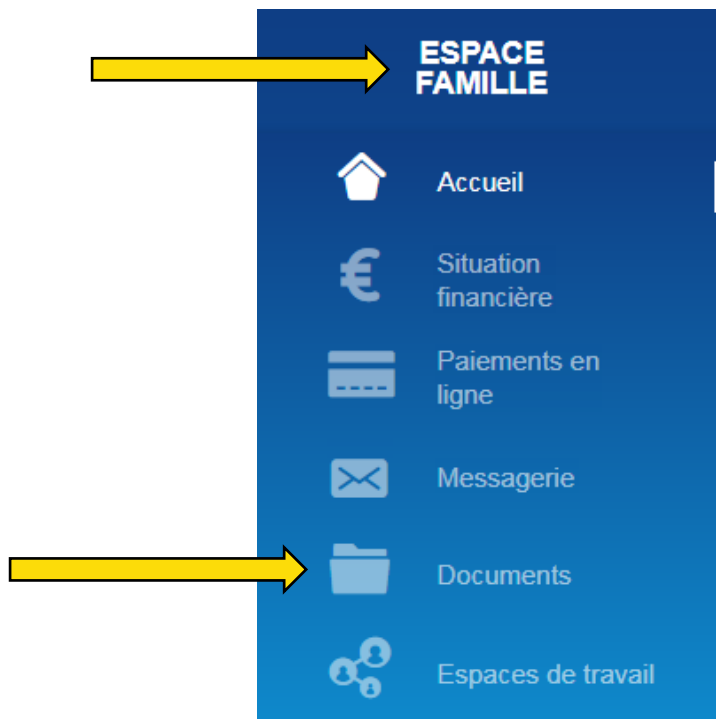 ESPACE
FAMILLE
Accueil
Situation
financière
Paiements en
ligne
Messagerie
Documents
Espaces de travail